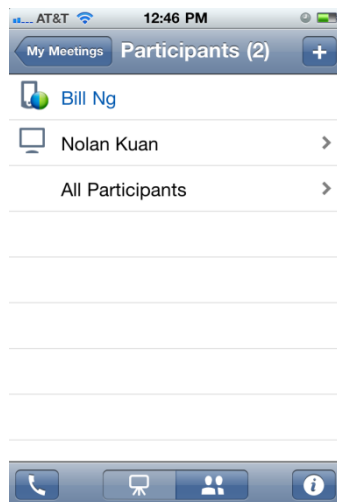 AT&T 12:46 PM
My Meetings Participants (2) +
Bill Ng
Nolan Kuan
All Participants
i